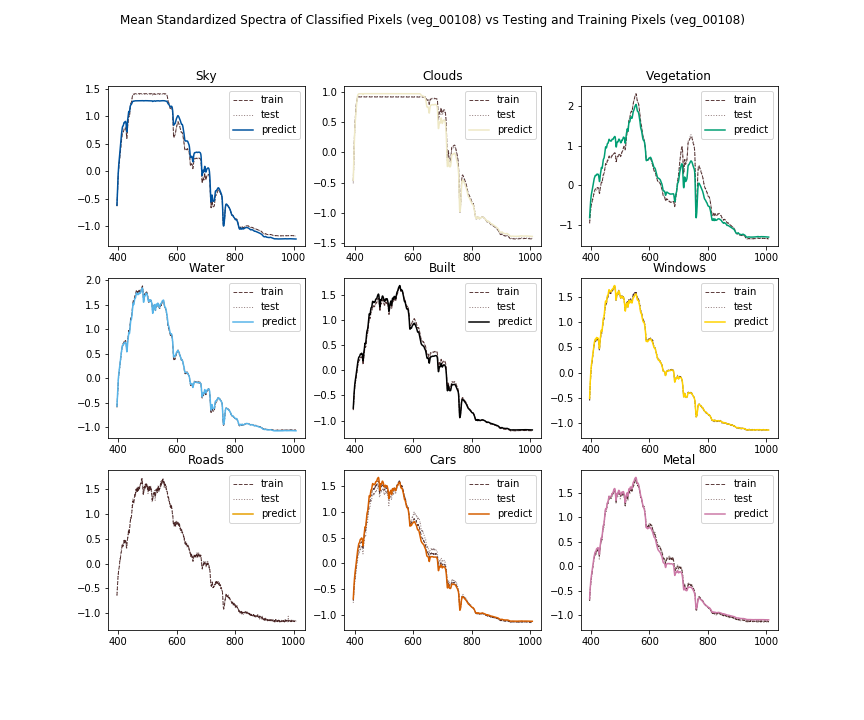 Mean Standardized Spectra of Classified Pixels (veg_00108) vs Testing and Training Pixels (veg_00108)
Sky
Clouds
Vegetation
1.5
1.0
0.5
0.0
−0.5
−1.0
train
test
predict
400 600 800 1000
1.0
0.5
0.0
−0.5
−1.0
−1.5
train
test
predict
400 600 800 1000
2
1
0
−1
train
test
predict
400 600 800 1000
Water
Built
Windows
2.0
1.5
1.0
0.5
0.0
−0.5
−1.0
train
test
predict
400 600 800 1000
1.5
1.0
0.5
0.0
−0.5
−1.0
train
test
predict
400 600 800 1000
1.5
1.0
0.5
0.0
−0.5
−1.0
train
test
predict
400 600 800 1000
Roads
Cars
Metal
1.5
1.0
0.5
0.0
−0.5
−1.0
train
test
predict
400 600 800 1000
1.5
1.0
0.5
0.0
−0.5
−1.0
train
test
predict
400 600 800 1000
1.5
1.0
0.5
0.0
−0.5
−1.0
train
test
predict
400 600 800 1000